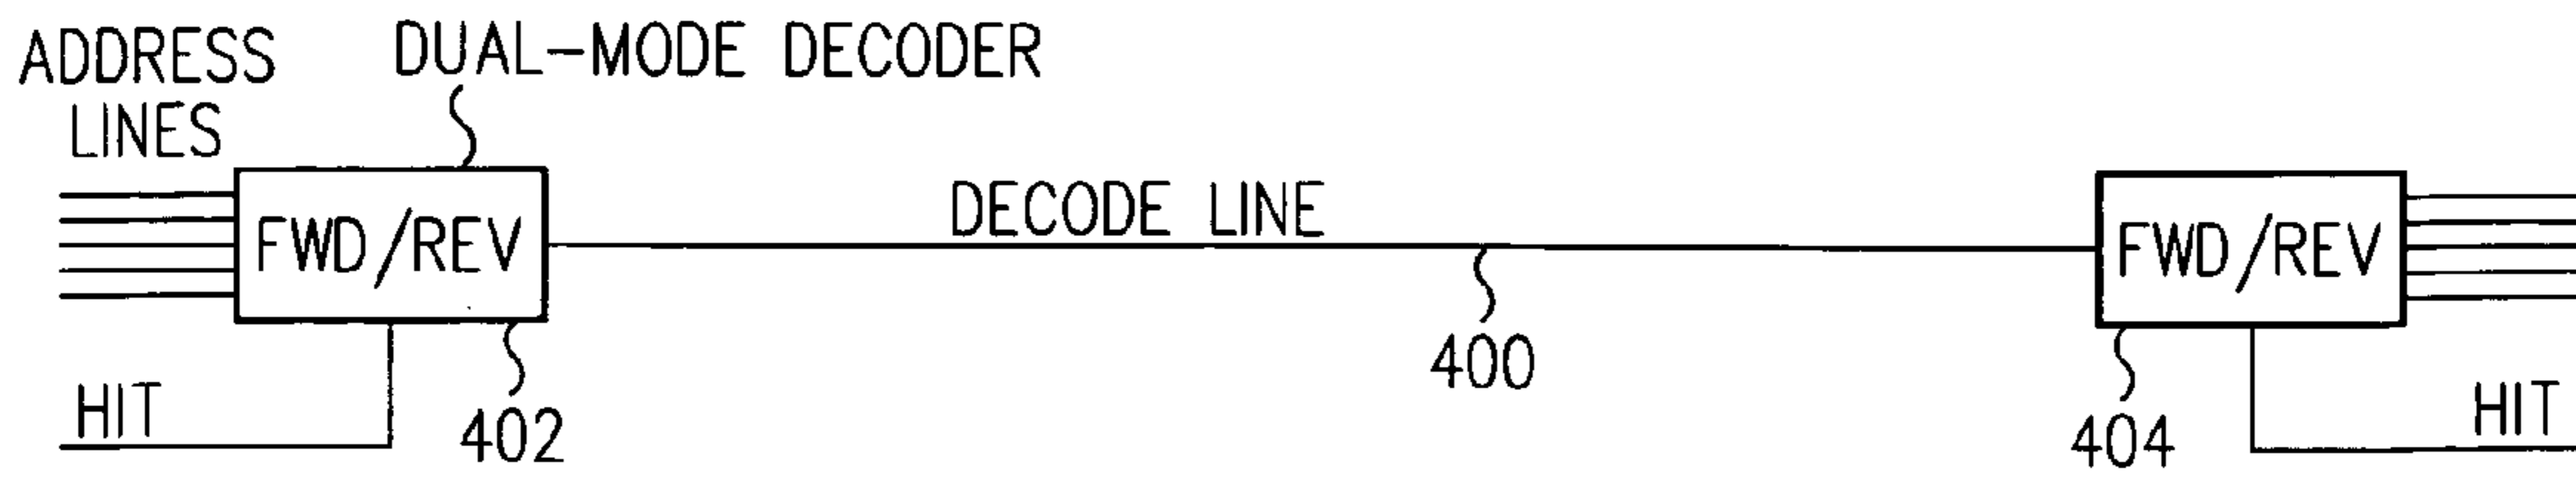 ADDRESS
LINES
DUAL-MODE DECODER
FWD/REV
DECODE LINE
FWD/REV
400
HIT
402
404
HIT